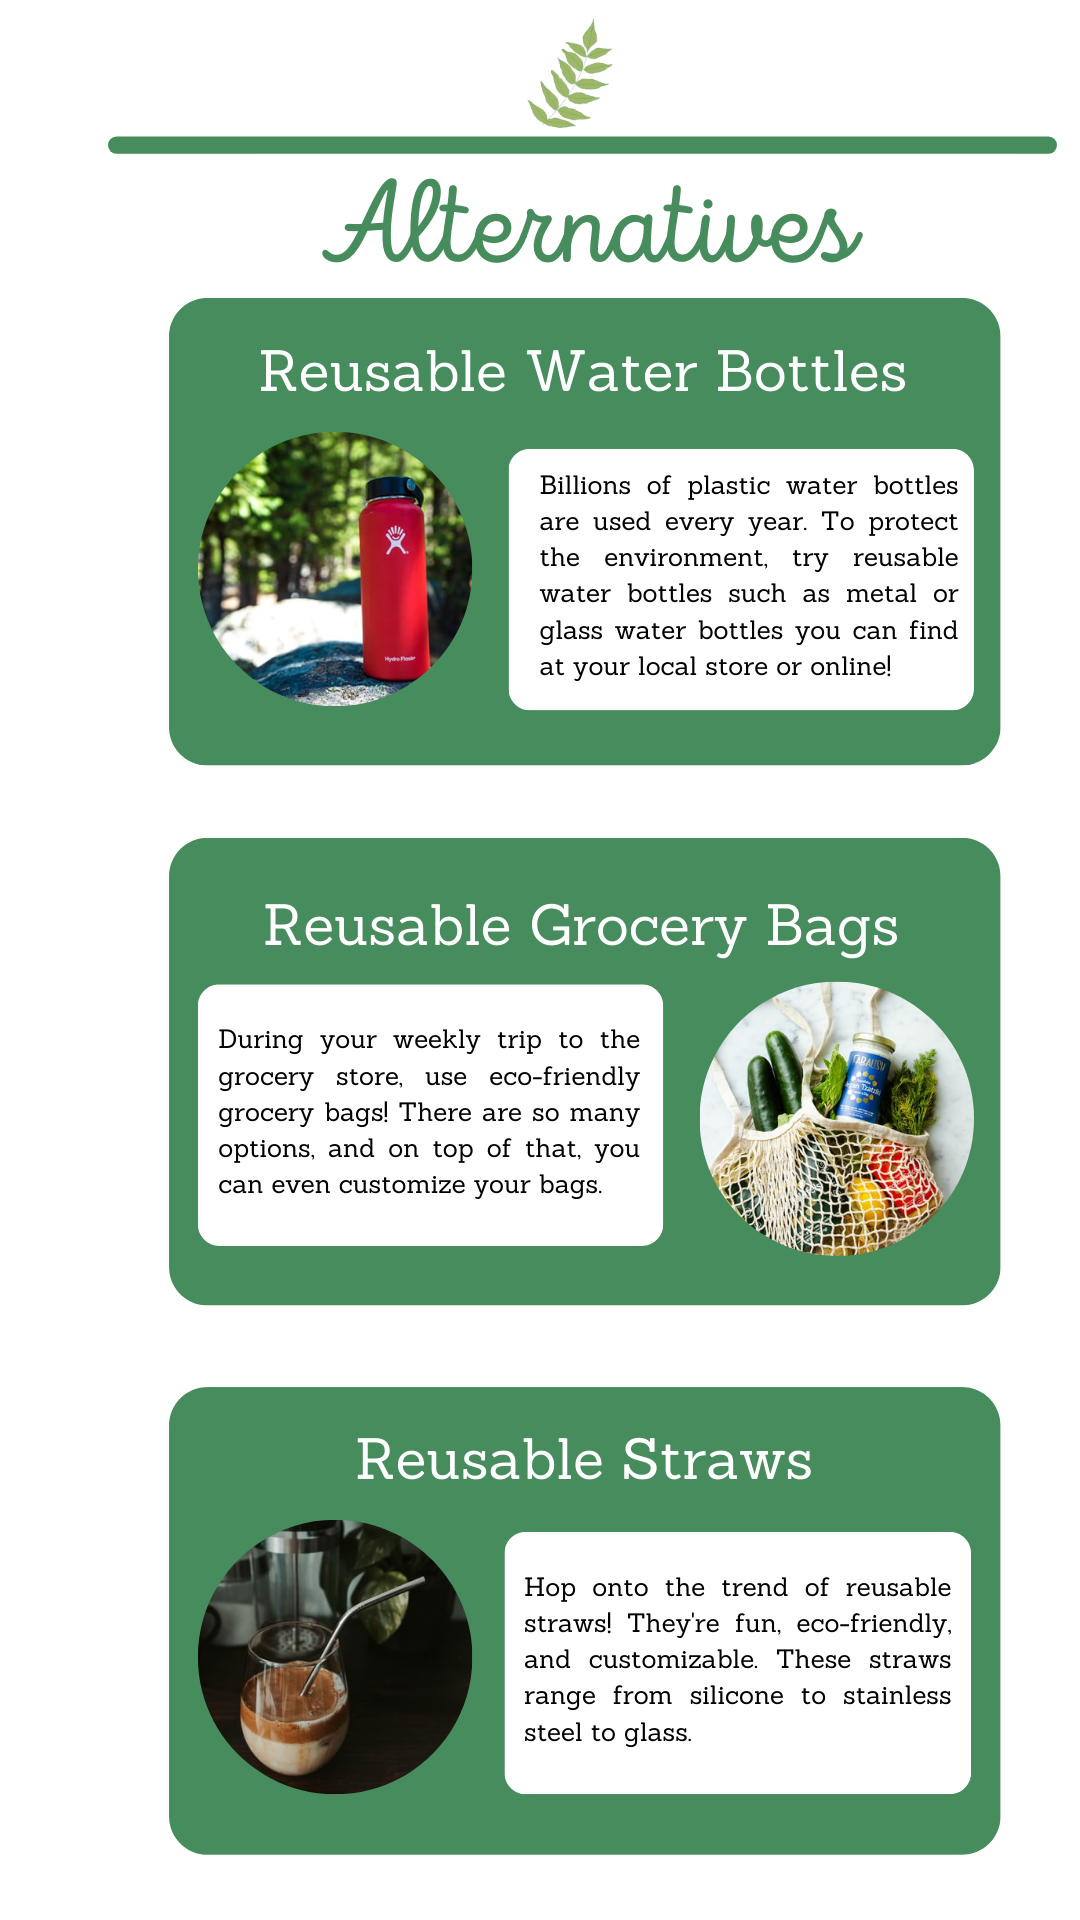 Alternatives
Reusable Water Bottles
Billions of plastic water bottles
are used every year. To protect
the environment, try reusable
water bottles such as metal or
glass water bottles you can find
at your local store or online!
Hydro Flask
Reusable Grocery Bags
During your weekly trip to the
grocery store, use eco-friendly
grocery bags! There are so many
options, and on top of that, you
can even customize your bags.
Reusable Straws
Hop onto the trend of reusable
straws! They're fun, eco-friendly,
and customizable. These straws
range from silicone to stainless
steel to glass.